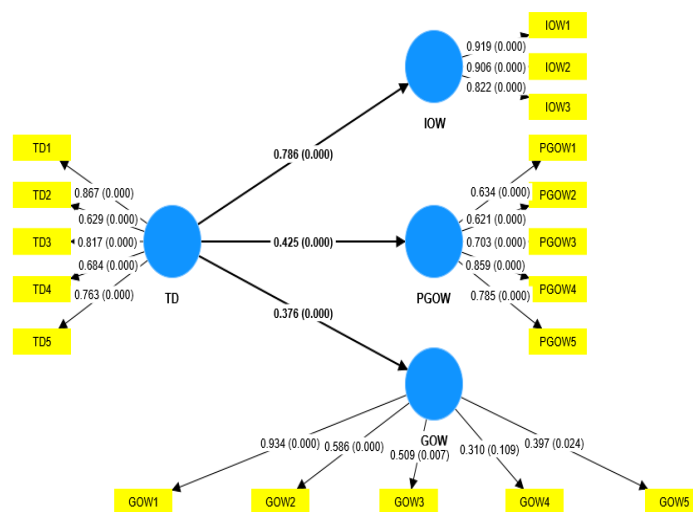 IOW1
0.919 (0.000)
0.906 (0.000)
IOW2
0.822 (0.000)
IOW3
IOW
0.786 (0.000)
TD1
0.867 (0.000)
TD2
0.629 (0.000)
TD3
0.817 (0.000)
0.684 (0.000)
TD4
0.763 (0.000)
TD5
TD
0.425 (0.000)
PGOW1
0.634 (0.000)
PGOW2
0.621 (0.000)
0.703 (0.000)
PGOW3
0.859 (0.000)
PGOW4
0.785 (0.000)
PGOW5
PGOW
0.376 (0.000)
GOW
0.934 (0.000)
0.586 (0.000)
0.509 (0.007)
0.310 (0.109)
0.397 (0.024)
GOW1
GOW2
GOW3
GOW4
GOW5